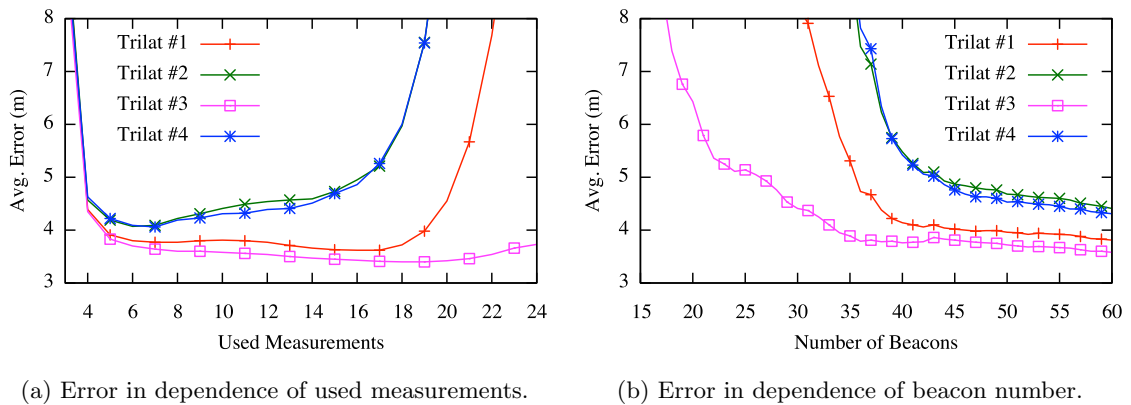 8
7
6
5
4
3
Avg. Error (m)
4 6 8 10 12 14 16 18 20 22 24
Used Measurements
Trilat #1
Trilat #2
Trilat #3
Trilat #4
(a) Error in dependence of used measurements.
8
7
6
5
4
3
Avg. Error (m)
15 20 25 30 35 40 45 50 55 60
Number of Beacons
Trilat #1
Trilat #2
Trilat #3
Trilat #4
(b) Error in dependence of beacon number.